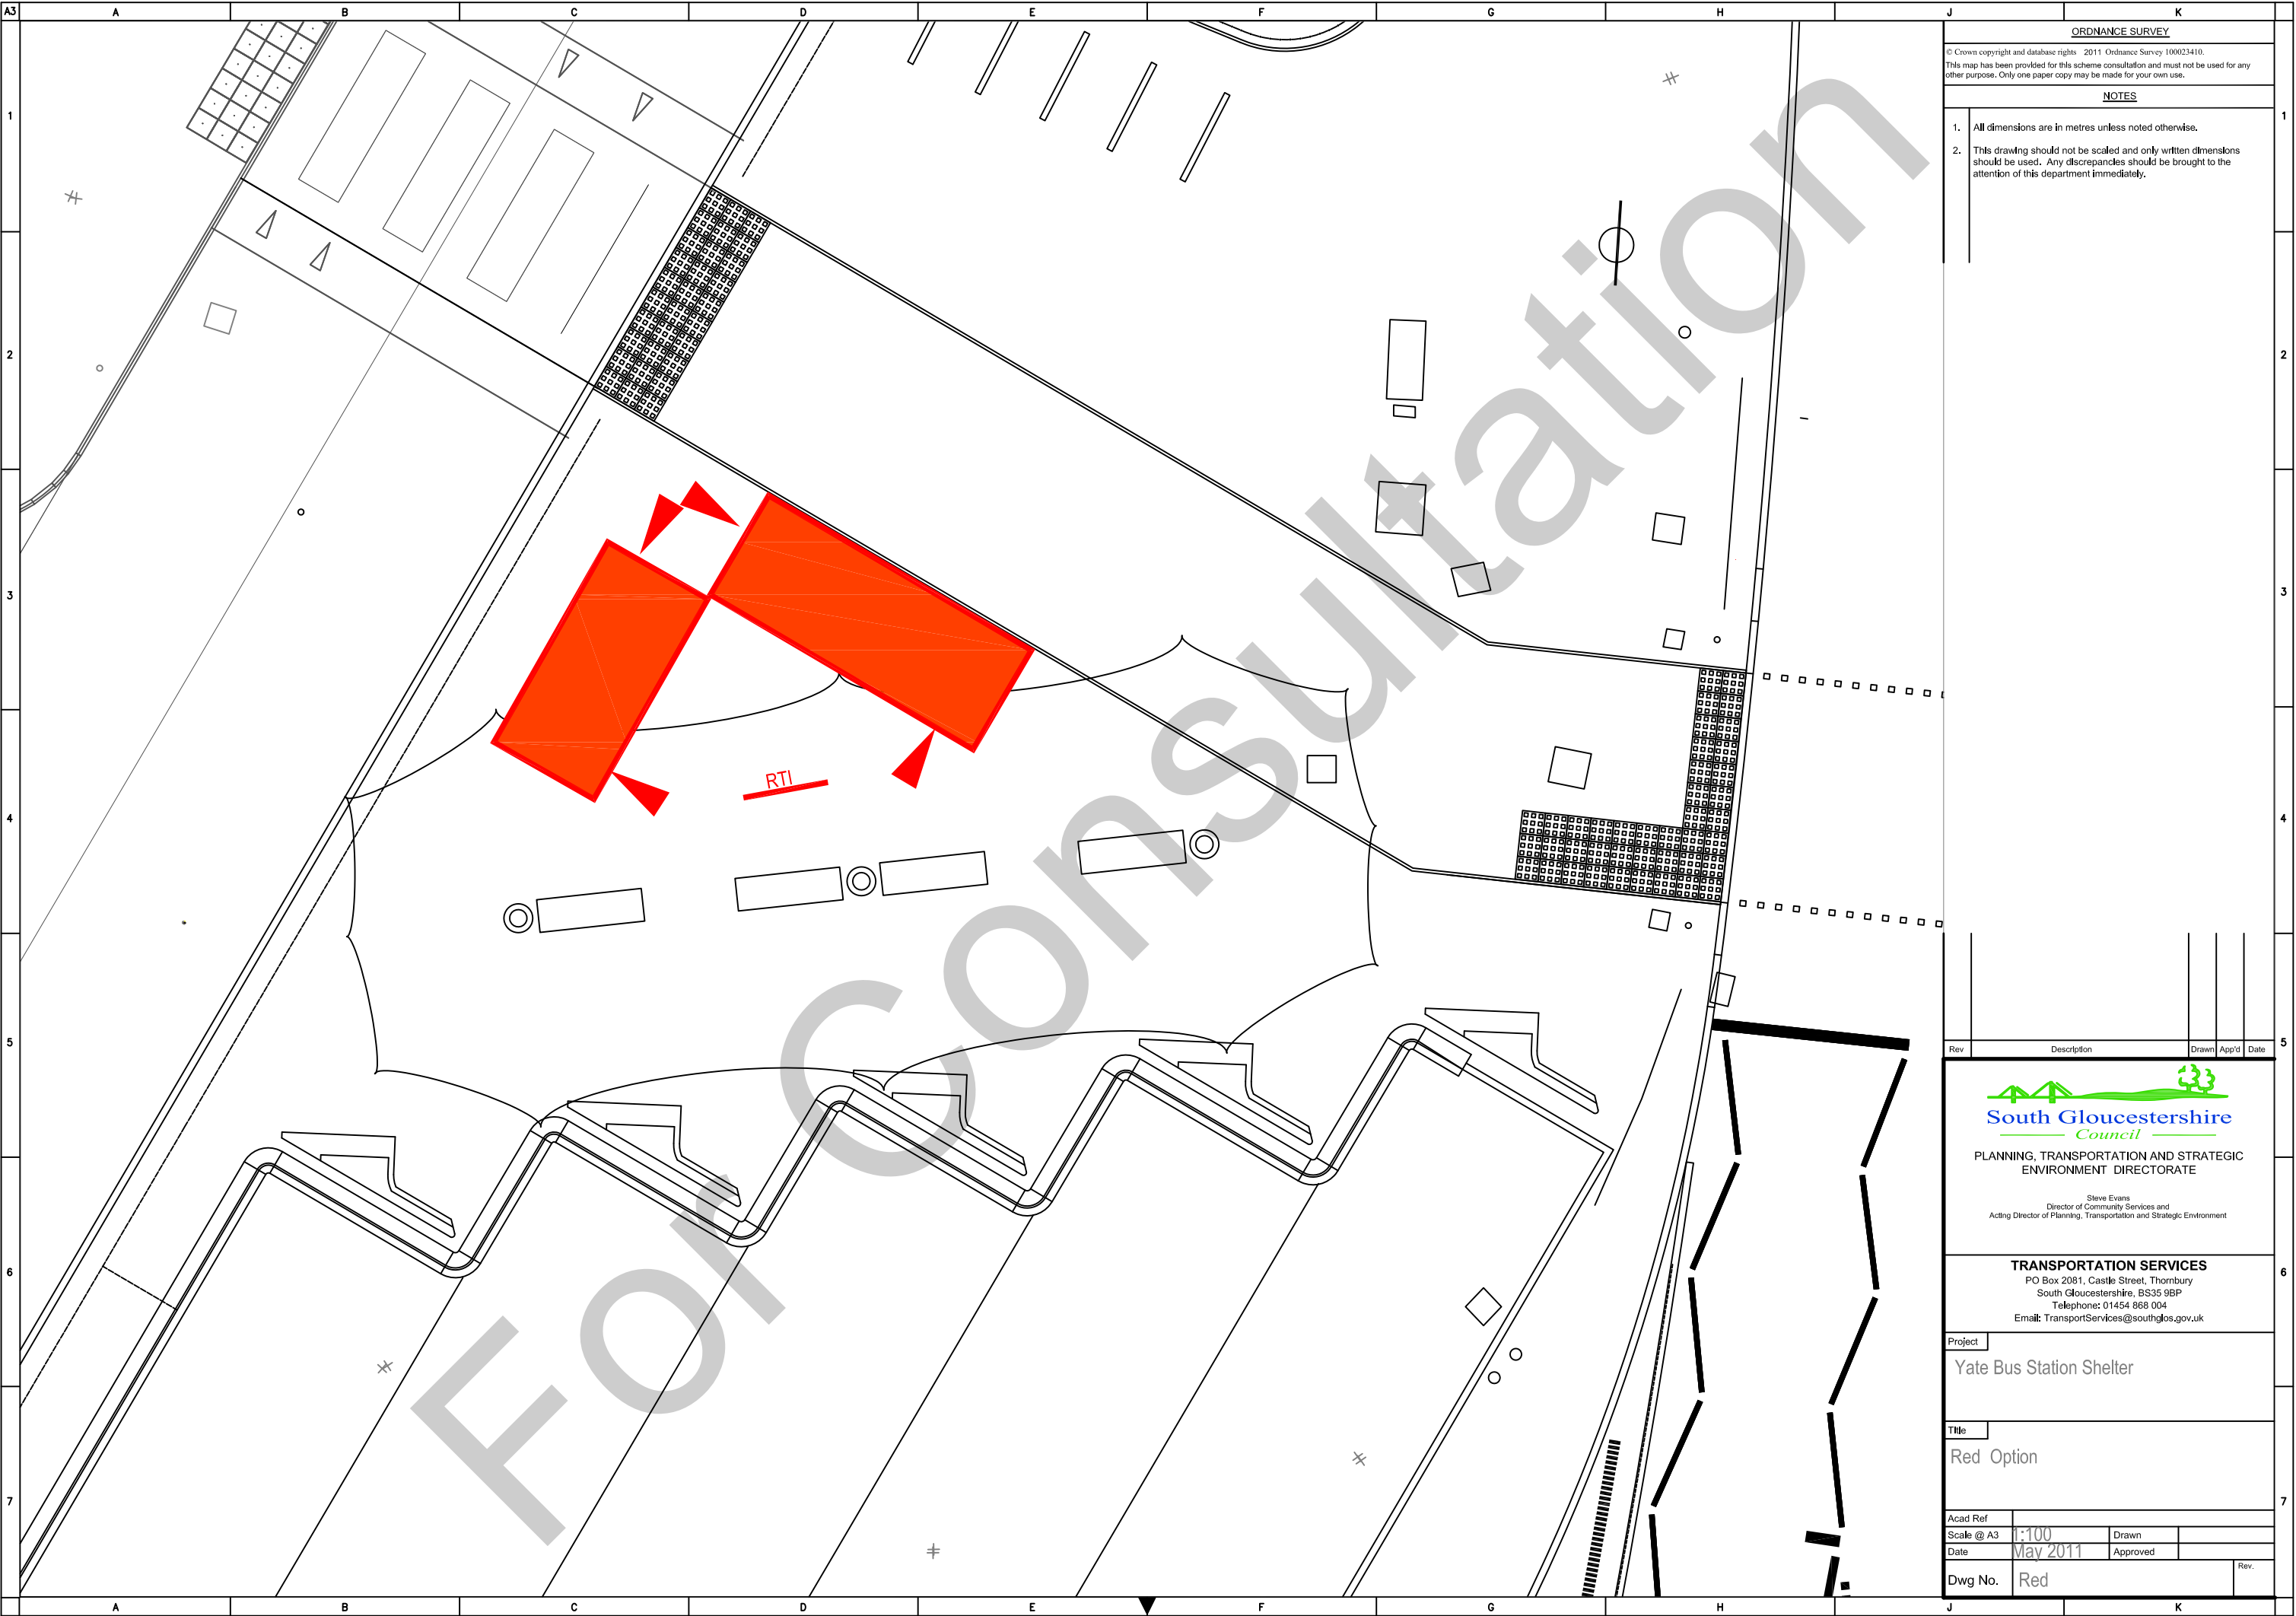 A3 A B C D E F G H J K
1 1
2 2
3 3
4 4
5 5
6 6
7 7
A B C D E F G H J K
For Consultation
RTI
ORDNANCE SURVEY
© Crown copyright and database rights 2011 Ordnance Survey 100023410.
This map has been provided for this scheme consultation and must not be used for any
other purpose. Only one paper copy may be made for your own use.
NOTES
1. All dimensions are in metres unless noted otherwise.
2. This drawing should not be scaled and only written dimensions
should be used. Any discrepancies should be brought to the
attention of this department immediately.
Rev Description Drawn App'd Date
South Gloucestershire
Council
PLANNING, TRANSPORTATION AND STRATEGIC
ENVIRONMENT DIRECTORATE
Steve Evans
Director of Community Services and
Acting Director of Planning, Transportation and Strategic Environment
TRANSPORTATION SERVICES
PO Box 2081, Castle Street, Thornbury
South Gloucestershire, BS35 9BP
Telephone: 01454 868 004
Email: TransportServices@southglos.gov.uk
Project
Yate Bus Station Shelter
Title
Red Option
Acad Ref
Scale @ A3 1:100 Drawn
Date May 2011 Approved
Dwg No. Red Rev.